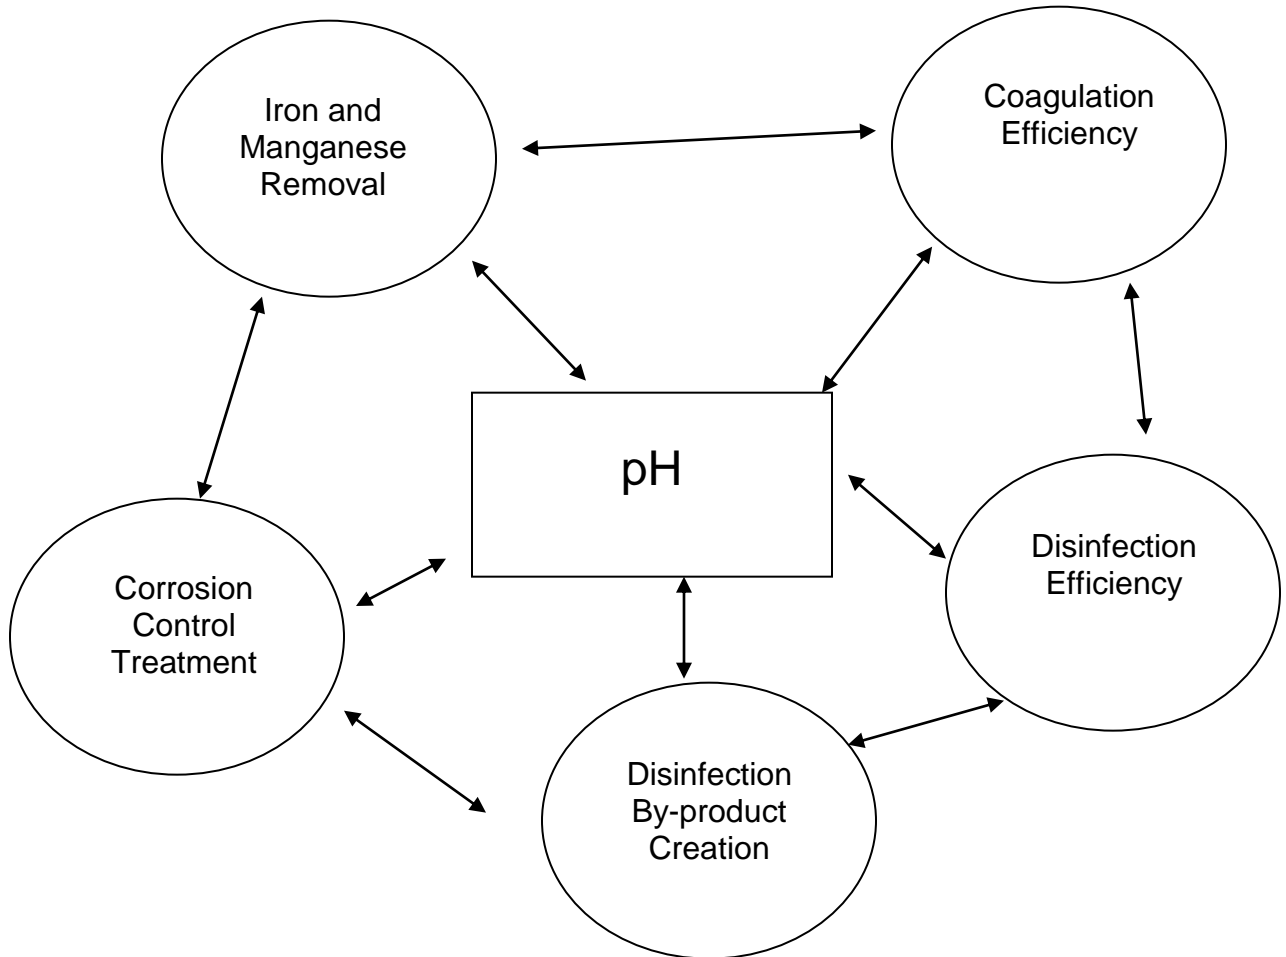 Iron and
Manganese
Removal
Coagulation
Efficiency
pH
Disinfection
Efficiency
Corrosion
Control
Treatment
Disinfection
By-product
Creation